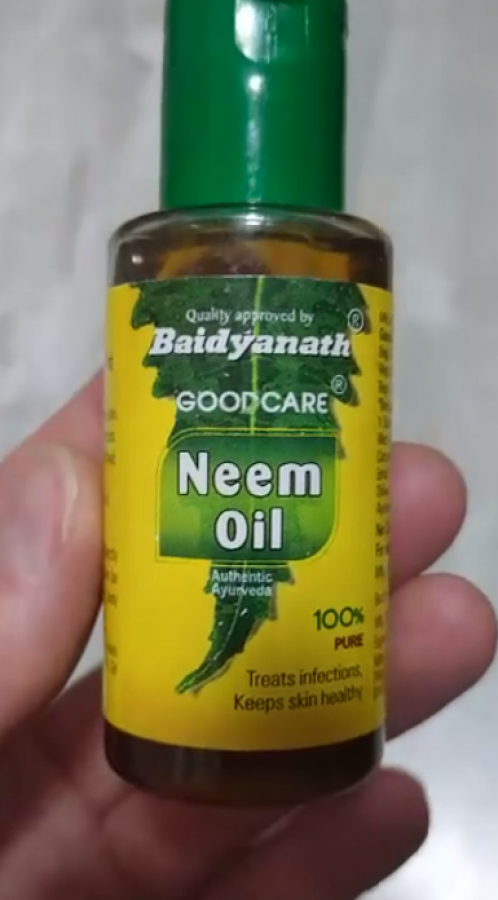 Quality approved by
Baidyanath®
GOODCARE®
Neem
Oil
Authentic
Ayurveda
100%
PURE
Treats infections,
Keeps skin healthy